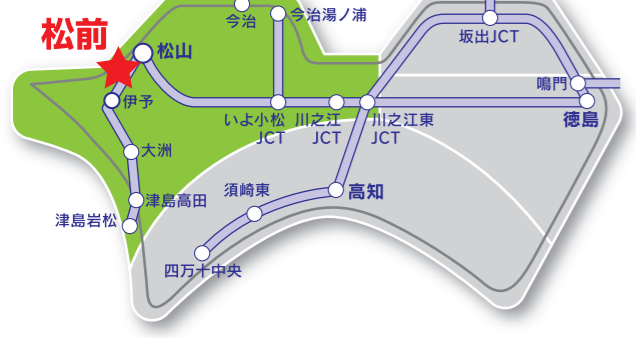 今治
今治湯ノ浦
松前
坂出JCT
松山
鳴門
伊予
いよ小松
JCT
川之江
JCT
川之江東
JCT
徳島
大洲
津島高田
須崎東
高知
津島岩松
四万十中央